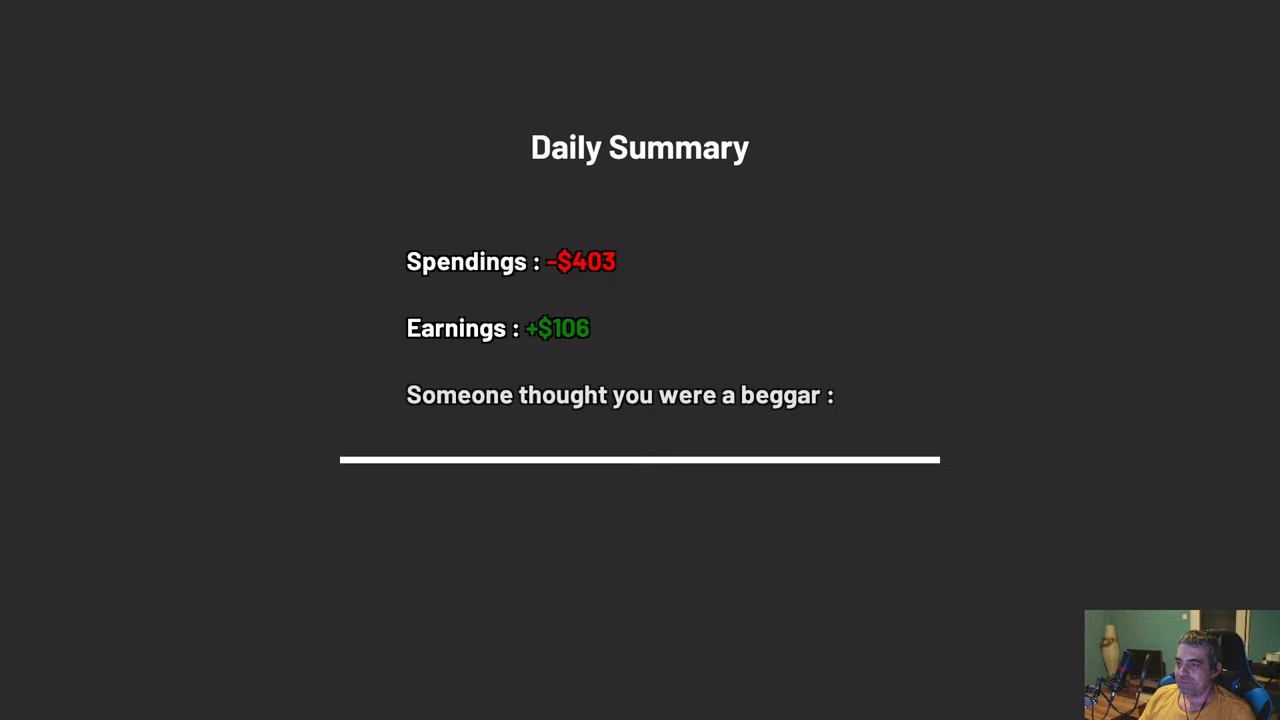 Daily Summary
Spendings : -$403
Earnings : +$106
Someone thought you were a beggar :